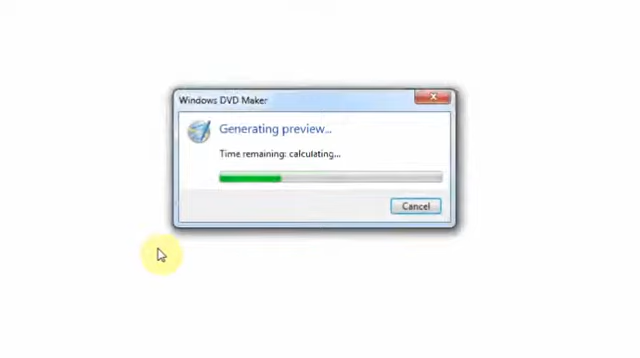 Windows DVD Maker
Generating preview...
Time remaining: calculating...
Cancel